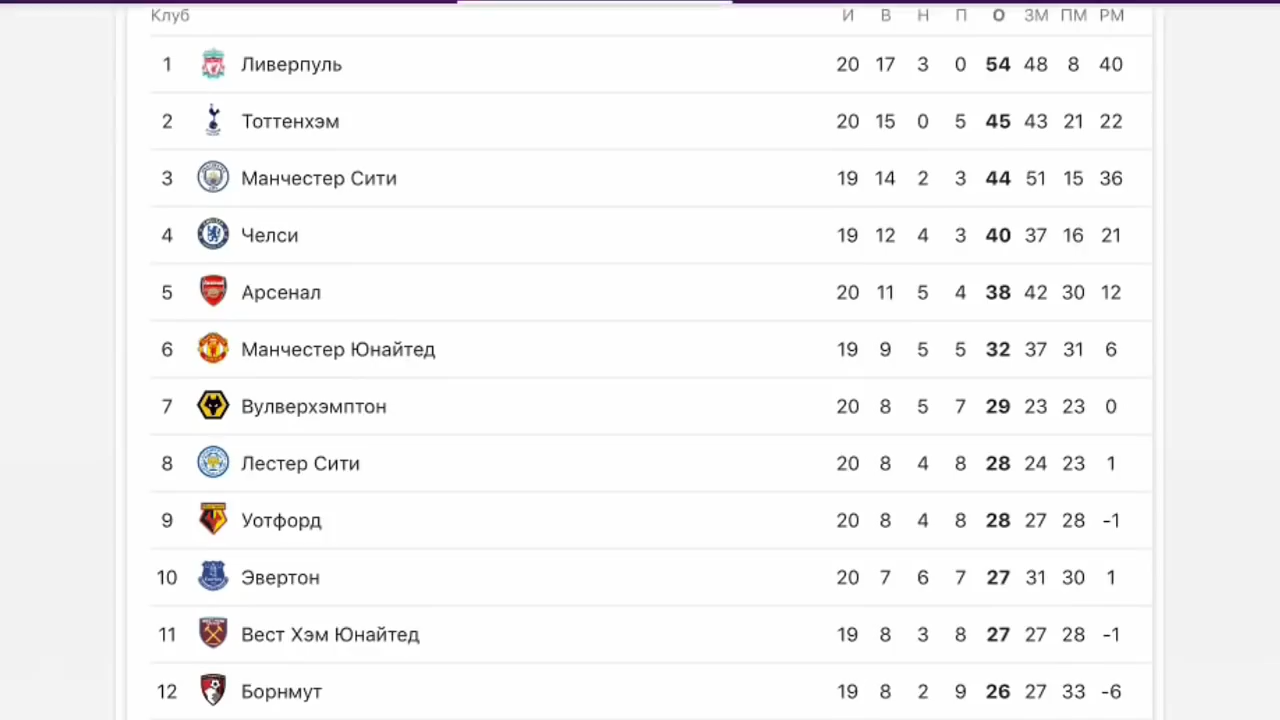 Клуб И В Н П О ЗМ ПМ РМ
1 Ливерпуль 20 17 3 0 54 48 8 40
2 Тоттенхэм 20 15 0 5 45 43 21 22
3 Манчестер Сити 19 14 2 3 44 51 15 36
4 Челси 19 12 4 3 40 37 16 21
5 Арсенал 20 11 5 4 38 42 30 12
6 Манчестер Юнайтед 19 9 5 5 32 37 31 6
7 Вулверхэмптон 20 8 5 7 29 23 23 0
8 Лестер Сити 20 8 4 8 28 24 23 1
9 Уотфорд 20 8 4 8 28 27 28 -1
10 Эвертон 20 7 6 7 27 31 30 1
11 Вест Хэм Юнайтед 19 8 3 8 27 27 28 -1
12 Борнмут 19 8 2 9 26 27 33 -6